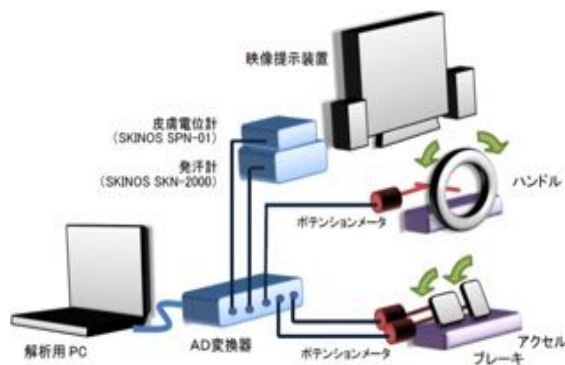 映像提示装置
皮膚電位計
(SKINOS SPN-01)
発汗計
(SKINOS SKN-2000)
ハンドル
ポテンションメータ
解析用PC
AD変換器
ポテンションメータ
アクセル
ブレーキ